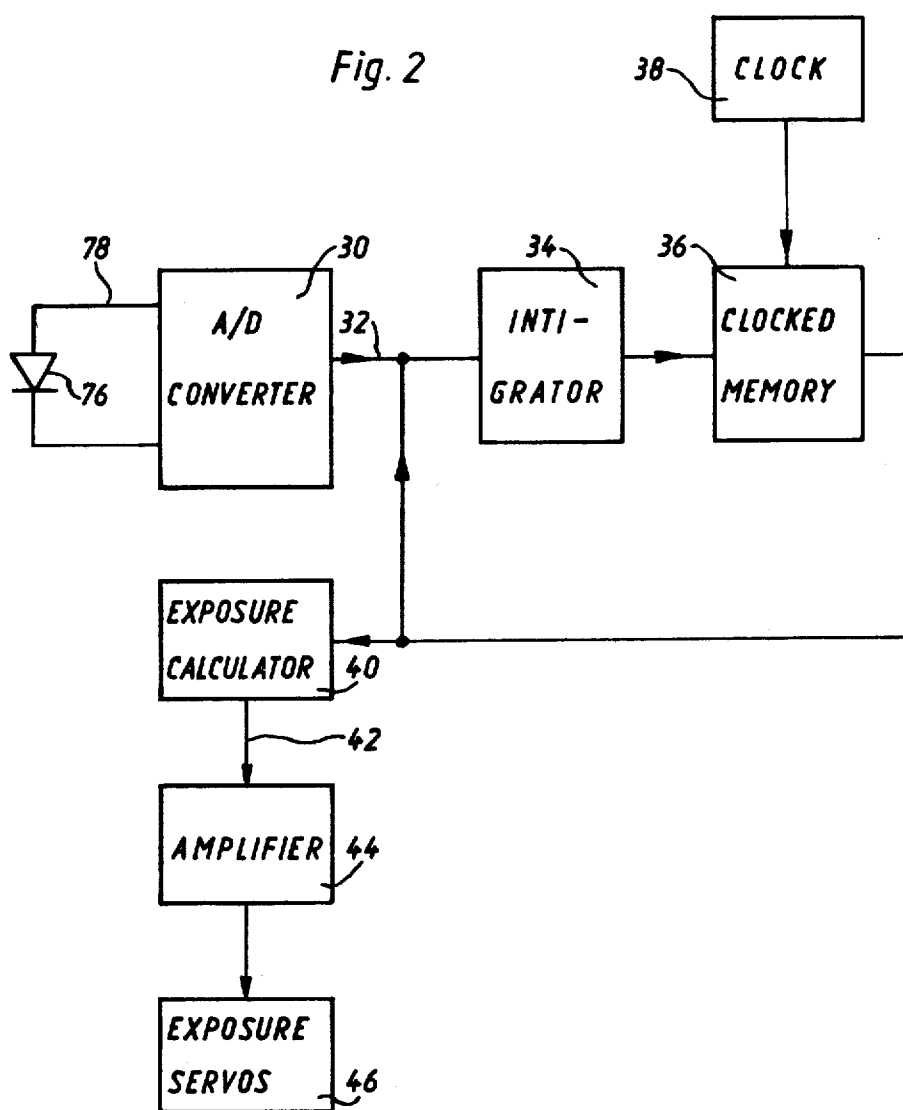 Fig. 2
38
CLOCK
78
30
34
36
A/D
CONVERTER
32
INTI-
GRATOR
CLOCKED
MEMORY
76
EXPOSURE
CALCULATOR
40
42
AMPLIFIER
44
EXPOSURE
SERVOS
46